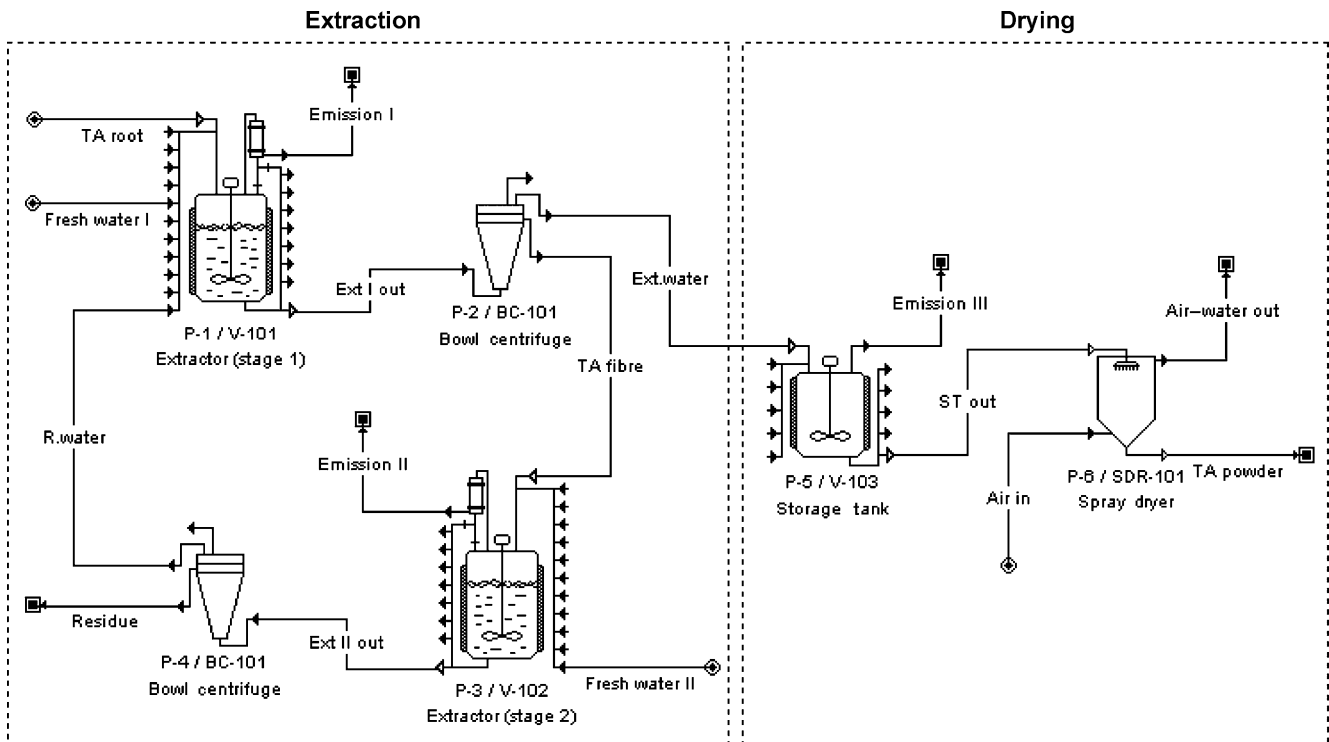 Extraction
Drying
Emission I
TA root
Fresh water I
Ext I out
P-1 / V-101
Extractor (stage 1)
P-2 / BC-101
Bowl centrifuge
Ext.water
TA fibre
R.water
Emission II
Residue
Ext II out
P-4 / BC-101
Bowl centrifuge
P-3 / V-102
Extractor (stage 2)
Fresh water II
Emission III
Air-water out
ST out
P-5 / V-103
Storage tank
Air in
P-6 / SDR-101
Spray dryer
TA powder